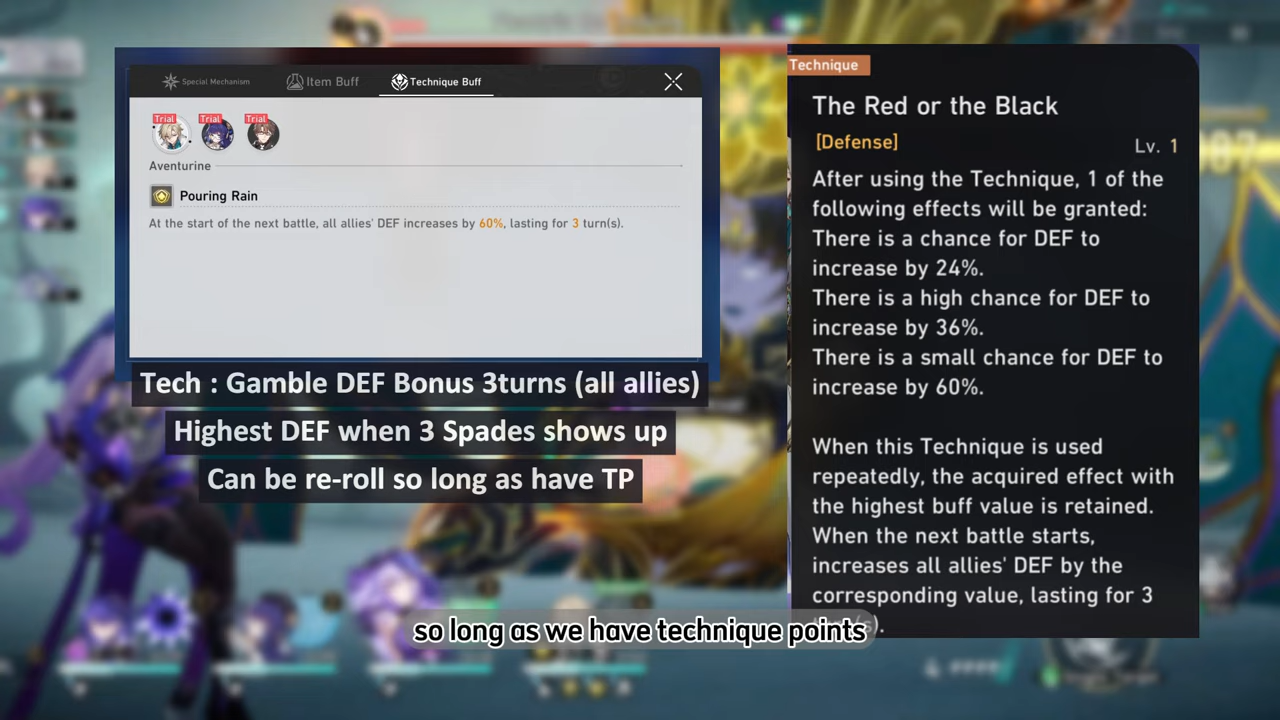 Special Mechanism
Item Buff
Technique Buff
Trial
Trial
Trial
Aventurine
Pouring Rain
At the start of the next battle, all allies' DEF increases by 60%, lasting for 3 turn(s).
Tech : Gamble DEF Bonus 3turns (all allies)
Highest DEF when 3 Spades shows up
Can be re-roll so long as have TP
Technique
The Red or the Black
[Defense]
Lv. 1
After using the Technique, 1 of the
following effects will be granted:
There is a chance for DEF to
increase by 24%.
There is a high chance for DEF to
increase by 36%.
There is a small chance for DEF to
increase by 60%.
When this Technique is used
repeatedly, the acquired effect with
the highest buff value is retained.
When the next battle starts,
increases all allies' DEF by the
corresponding value, lasting for 3
so long as we have technique points